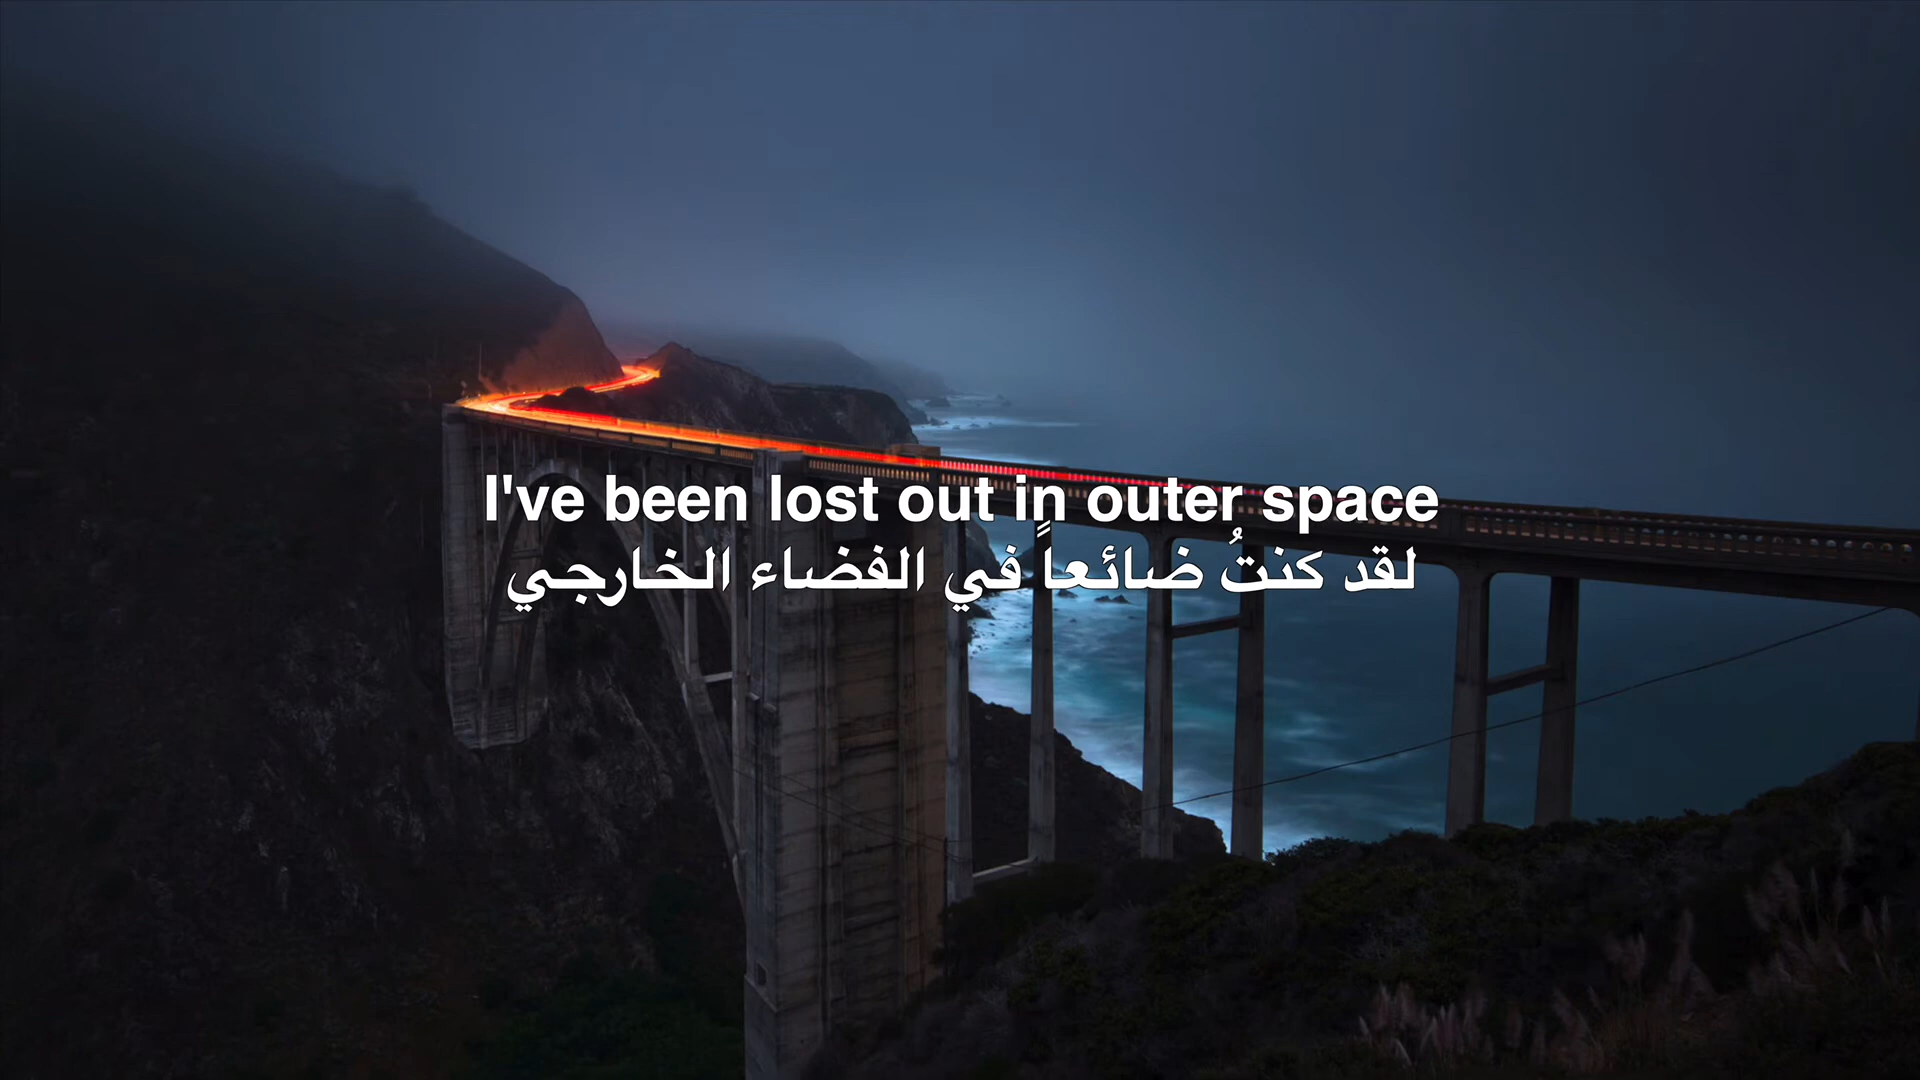 I've been lost out in outer space
لقد كنتُ ضائعاً في الفضاء الخارجي